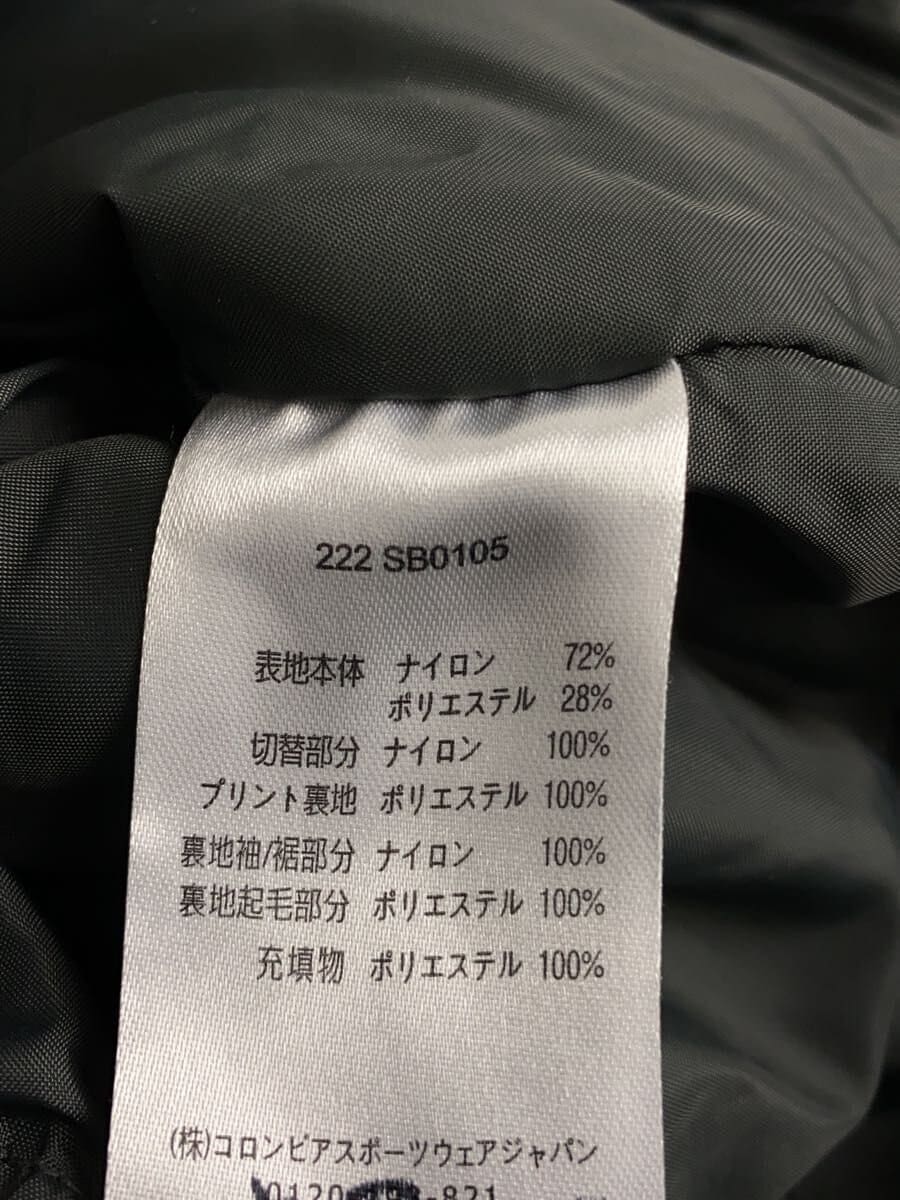 222 SB0105
表地本体 ナイロン 72%
ポリエステル 28%
切替部分 ナイロン 100%
プリント裏地 ポリエステル 100%
裏地袖/裾部分 ナイロン 100%
裏地起毛部分 ポリエステル 100%
充填物 ポリエステル 100%
(株)コロンビアスポーツウェアジャパン
0120 -821